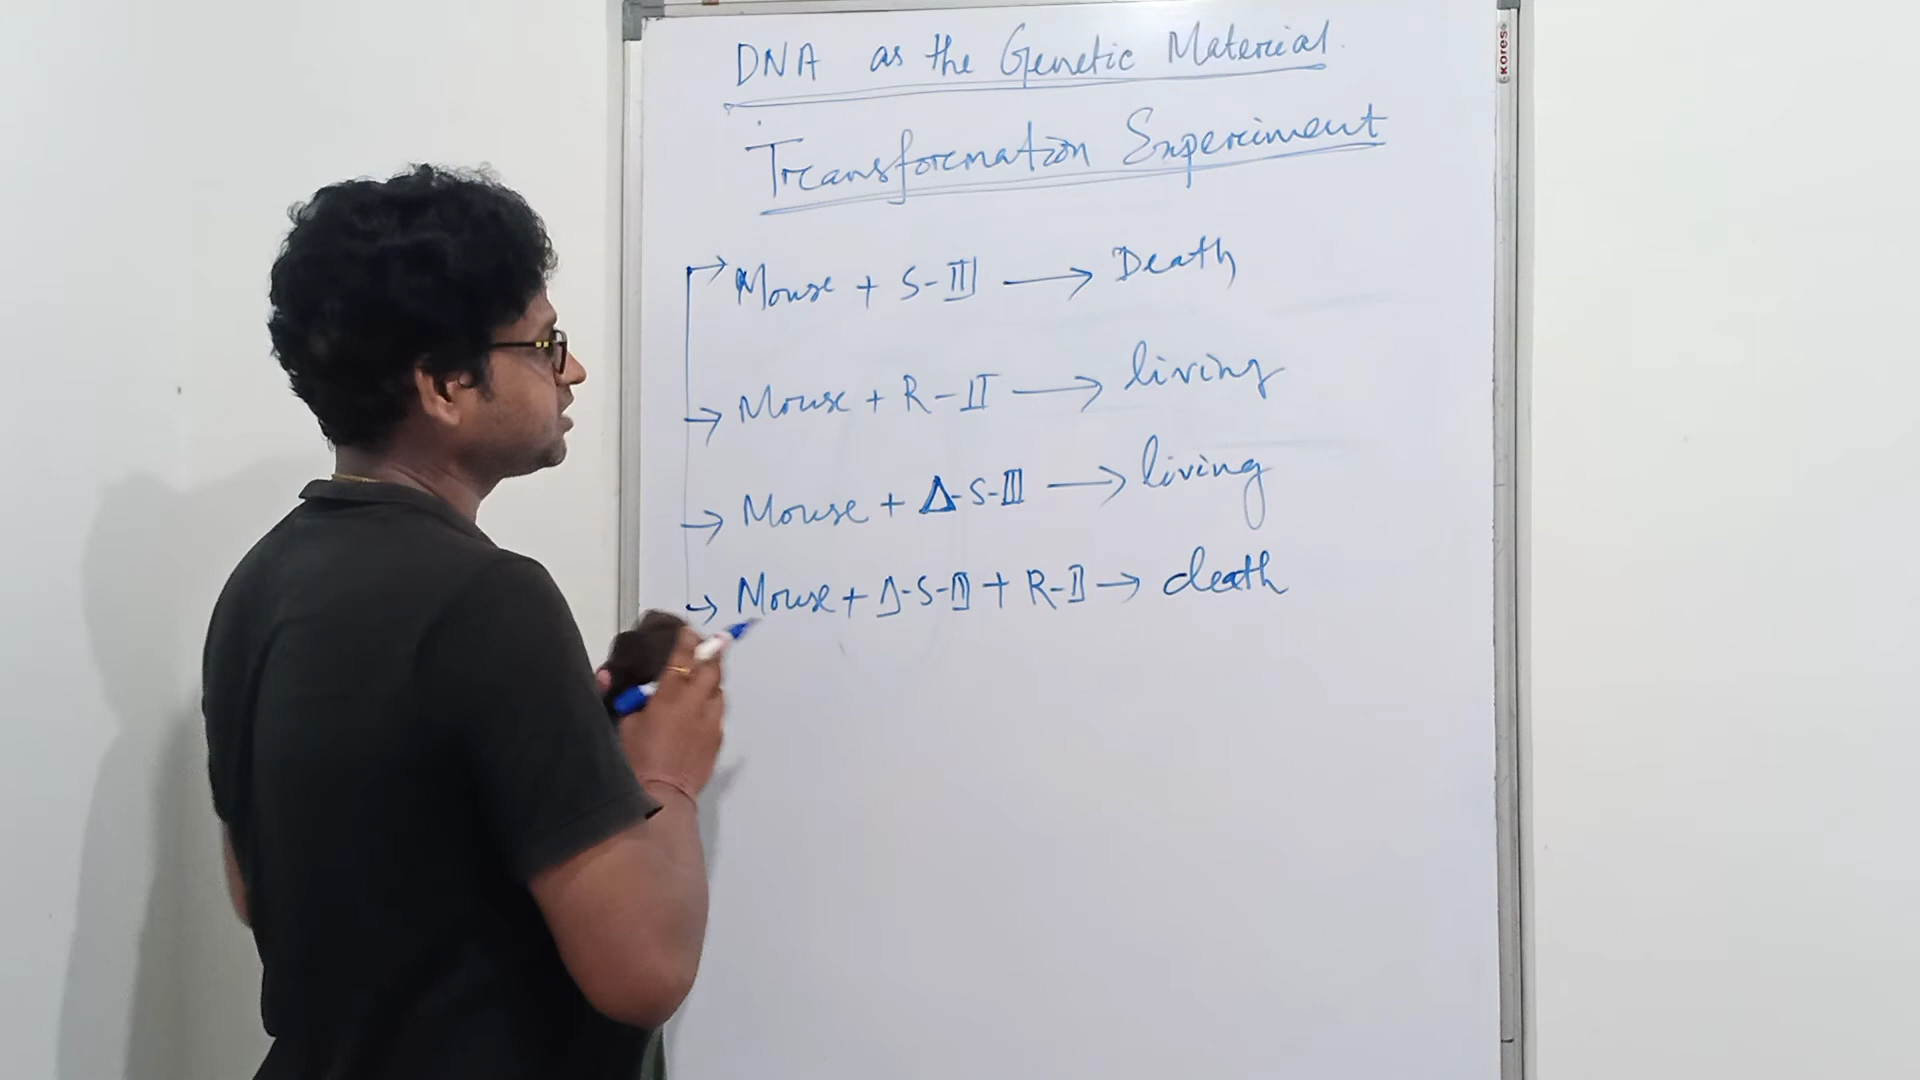 DNA as the Genetic Material.
Transformation Experiment
Mouse + S-III → Death
Mouse + R-II → living
Mouse + Δ-S-III → living
Mouse + Δ-S-III + R-II → death
KORES